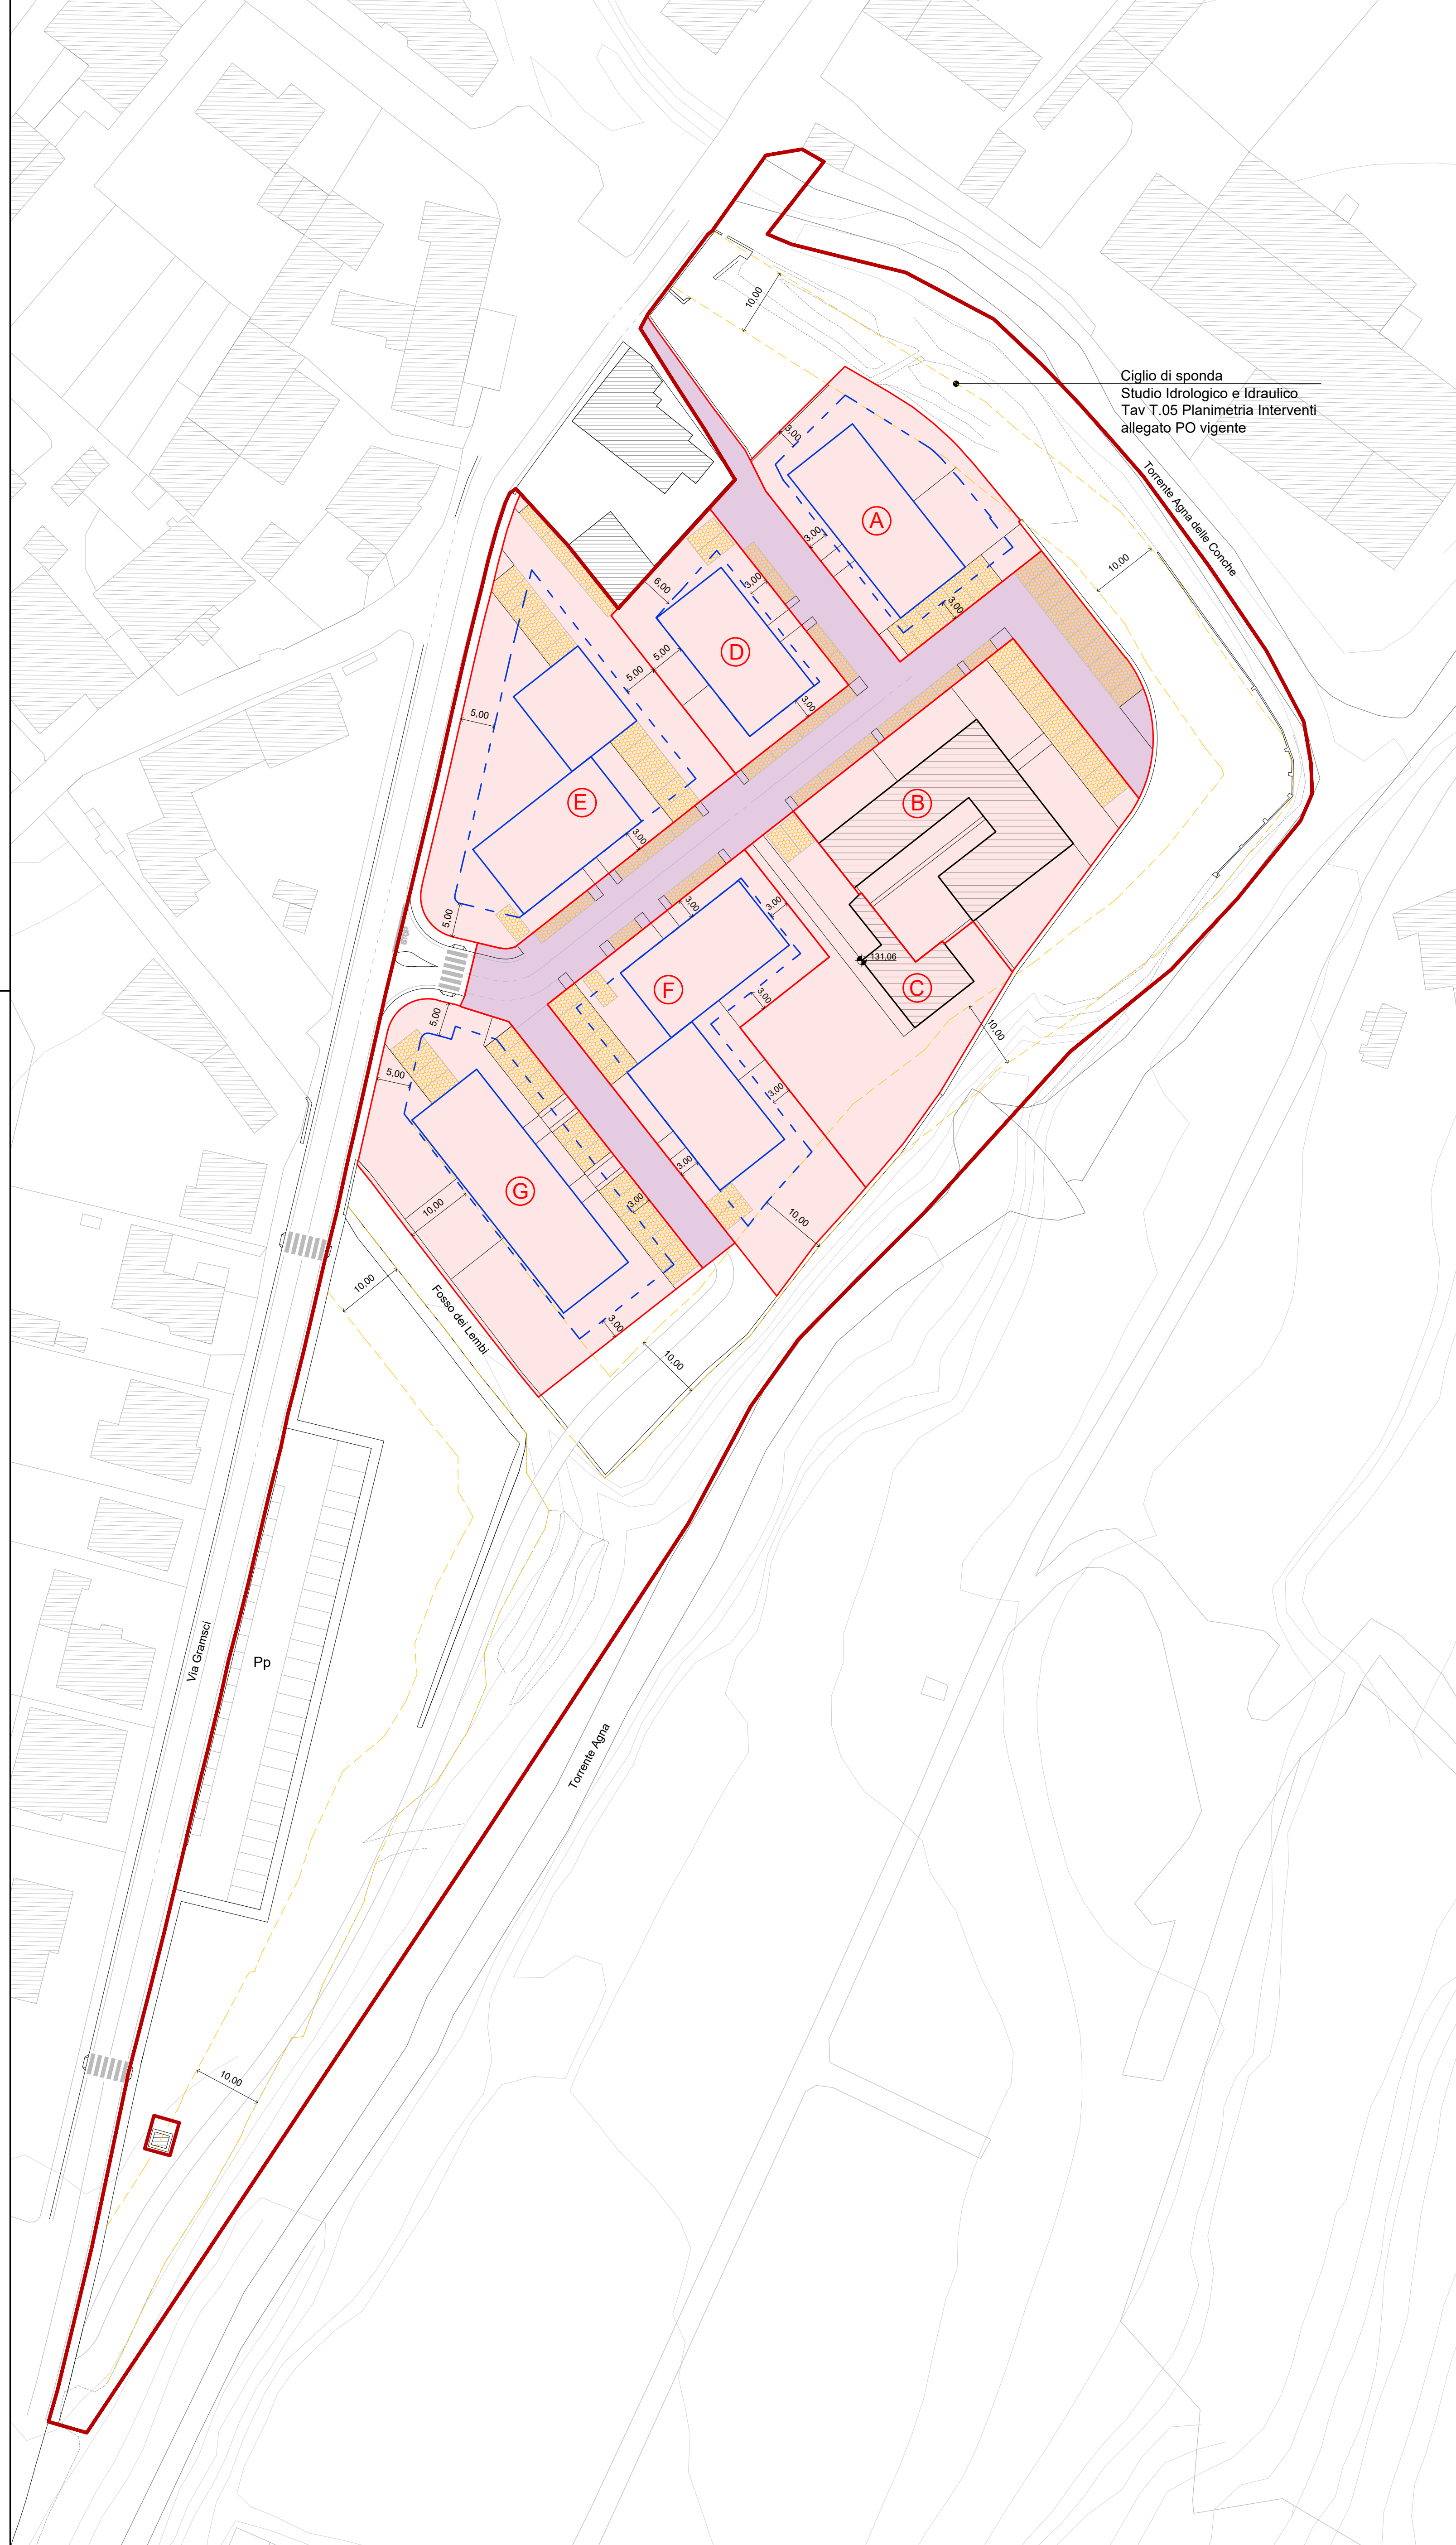 10,00
Ciglio di sponda
Studio Idrologico e Idraulico
Tav T.05 Planimetria Interventi
allegato PO vigente
3,00
Torrente Agna delle Conche
A
3,00
10,00
6,00
3,00
3,00
D
5,00
5,00
3,00
5,00
E
B
3,00
3,00
3,00
5,00
131,06
F
C
3,00
5,00
10,00
5,00
3,00
3,00
G
3,00
10,00
10,00
10,00
Fosso dei Lembi
3,00
10,00
Via Gramsci
Pp
Torrente Agna
10,00